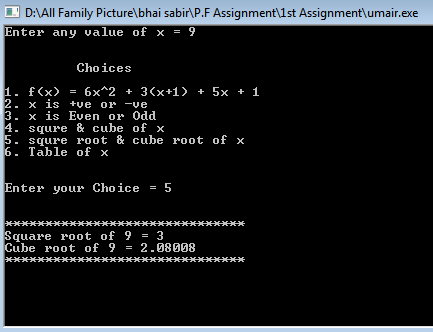 D:\All Family Picture\bhai sabir\P.F Assignment\1st Assignment\umair.exe
Enter any value of x = 9
Choices
1. f(x) = 6x^2 + 3(x+1) + 5x + 1
2. x is +ve or -ve
3. x is Even or Odd
4. squre & cube of x
5. squre root & cube root of x
6. Table of x
Enter your Choice = 5
******************************
Square root of 9 = 3
Cube root of 9 = 2.08008
******************************